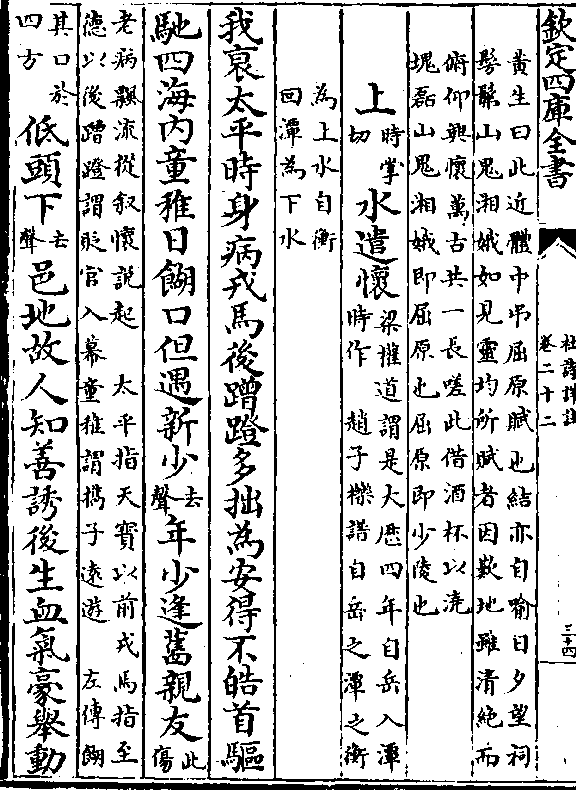 欽定四庫全書
杜詩詳註
卷二十二
三十四
黄生曰此近體中弔屈原賦也結亦自喻日夕望祠
髣髴山鬼湘娥如見靈均所賦者因歎地雖清絶而
俯仰興懷萬古共一長嗟此借酒杯以澆
塊磊山鬼湘娥即屈原也屈原即少陵也
上時掌切水遣懷梁權道謂是大厯四年自岳入潭時作 趙子櫟譜自岳之潭之衡
為上水自衡
回潭為下水
我衰太平時身病戎馬後蹭蹬多拙為安得不皓首驅
馳四海内童稚日餬口但遇新少去聲年少逢舊親友此傷
老病飄流從叙懷説起 太平指天寶以前戎馬指至
德以後蹭蹬謂貶官入幕童稚謂携子遠遊 左傳餬
其口於四方低頭下去聲邑地故人知善誘後生血氣豪舉動